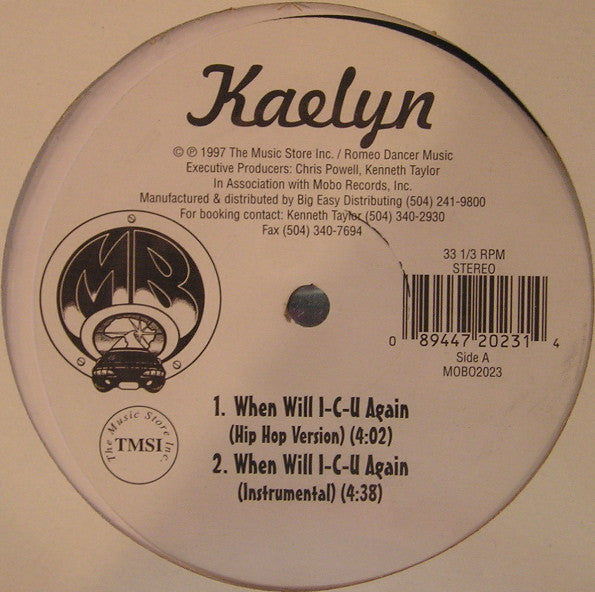 Kaelyn
© ℗ 1997 The Music Store Inc. / Romeo Dancer Music
Executive Producers: Chris Powell, Kenneth Taylor
In Association with Mobo Records, Inc.
Manufactured & distributed by Big Easy Distributing (504) 241-9800
For booking contact: Kenneth Taylor (504) 340-2930
Fax (504) 340-7694
MR
33 1/3 RPM
STEREO
0 89447 20231 4
Side A
MOBO2023
The Music Store Inc.
TMSI
1. When Will I-C-U Again
(Hip Hop Version) (4:02)
2. When Will I-C-U Again
(Instrumental) (4:38)